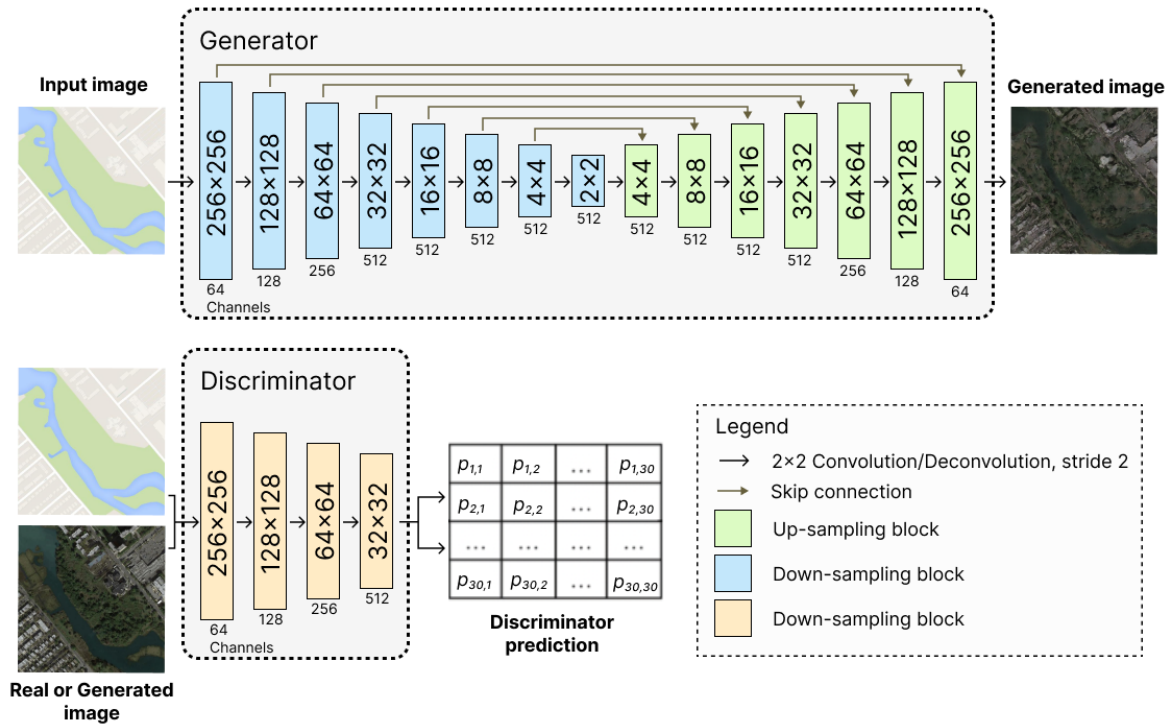 Generator
Input image
Generated image
256×256
128×128
64×64
32×32
16×16
8×8
4×4
2×2
4×4
8×8
16×16
32×32
64×64
128×128
256×256
64
128
256
512
512
512
512
512
512
512
512
512
256
128
64
Channels
Discriminator
256×256
128×128
64×64
32×32
64
128
256
512
Channels
p1,1 p1,2 ... p1,30
p2,1 p2,2 ... p2,30
... ... ... ...
p30,1 p30,2 ... p30,30
Discriminator
prediction
Real or Generated
image
Legend
2×2 Convolution/Deconvolution, stride 2
Skip connection
Up-sampling block
Down-sampling block
Down-sampling block